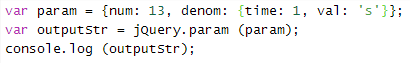 var param = {num: 13, denom: {time: 1, val: 's'}};
var outputStr = jQuery.param (param);
console.log (outputStr);